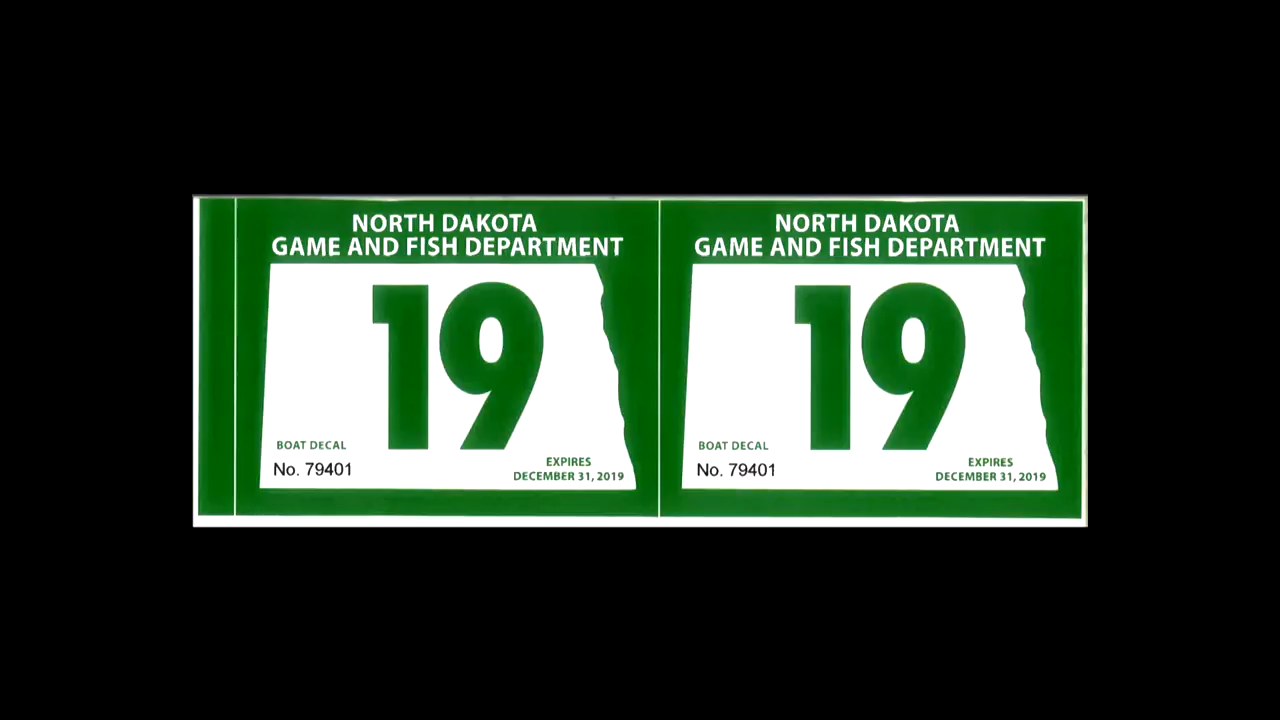 NORTH DAKOTA
GAME AND FISH DEPARTMENT
19
BOAT DECAL
No. 79401
EXPIRES
DECEMBER 31, 2019
NORTH DAKOTA
GAME AND FISH DEPARTMENT
19
BOAT DECAL
No. 79401
EXPIRES
DECEMBER 31, 2019